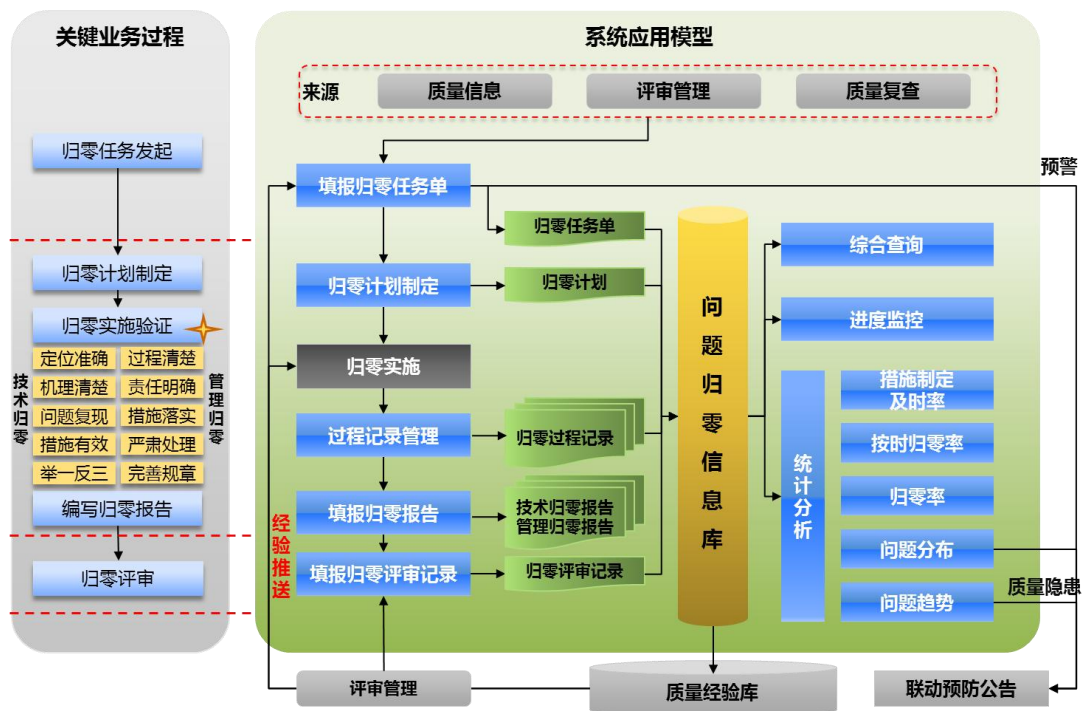 关键业务过程
归零任务发起
归零计划制定
归零实施验证
技术归零
定位准确
过程清楚
机理清楚
责任明确
问题复现
措施落实
措施有效
严肃处理
举一反三
完善规章
管理归零
编写归零报告
归零评审
系统应用模型
来源
质量信息
评审管理
质量复查
填报归零任务单
归零计划制定
归零实施
过程记录管理
填报归零报告
填报归零评审记录
经验推送
归零任务单
归零计划
归零过程记录
技术归零报告
管理归零报告
归零评审记录
问题归零信息库
综合查询
进度监控
统计分析
措施制定
及时率
按时归零率
归零率
问题分布
问题趋势
预警
质量隐患
评审管理
质量经验库
联动预防公告